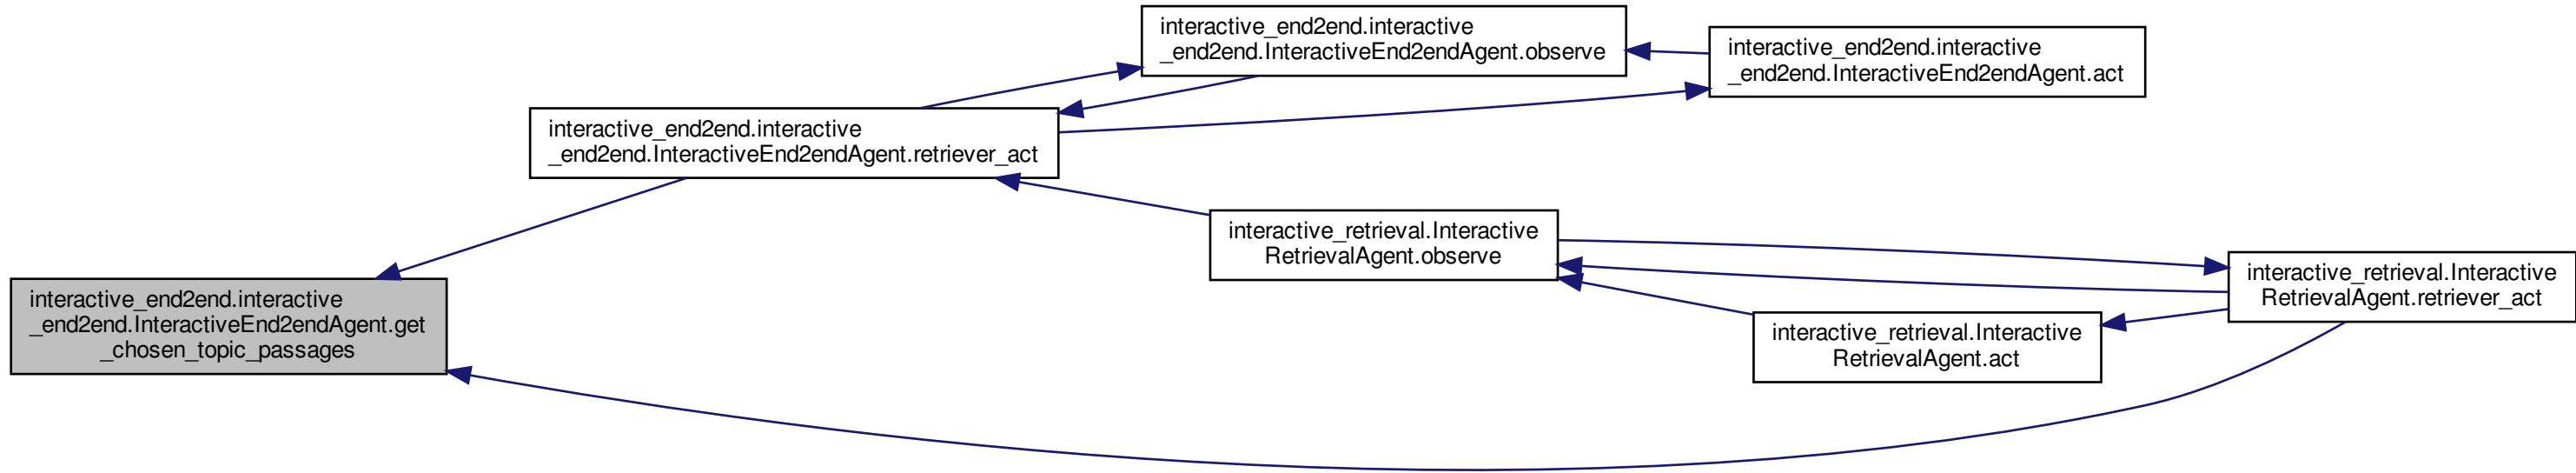 interactive_end2end.interactive
_end2end.InteractiveEnd2endAgent.observe
interactive_end2end.interactive
_end2end.InteractiveEnd2endAgent.act
interactive_end2end.interactive
_end2end.InteractiveEnd2endAgent.retriever_act
interactive_retrieval.Interactive
RetrievalAgent.observe
interactive_retrieval.Interactive
RetrievalAgent.retriever_act
interactive_end2end.interactive
_end2end.InteractiveEnd2endAgent.get
_chosen_topic_passages
interactive_retrieval.Interactive
RetrievalAgent.act